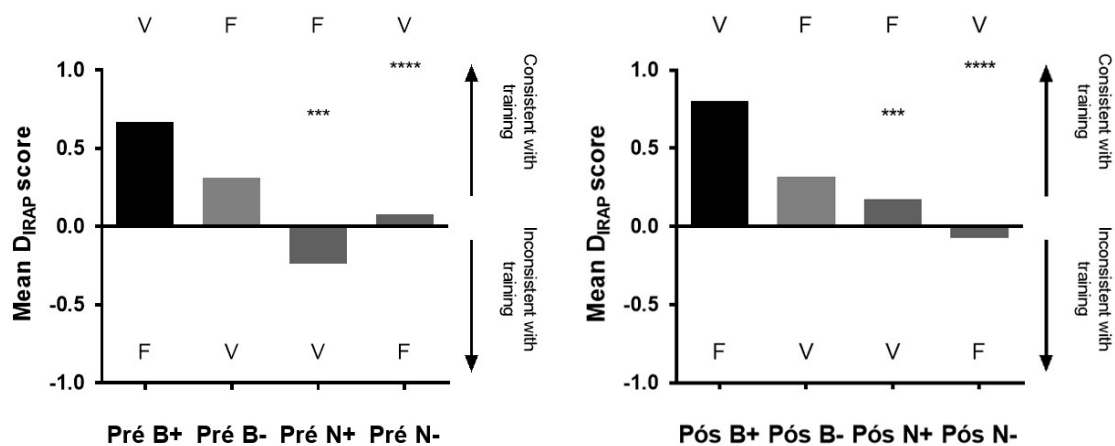 V F F V
****
***
1.0
0.5
0.0
-0.5
-1.0
Mean DIRAP score
F V V F
Pré B+ Pré B- Pré N+ Pré N-
Consistent with
training
Inconsistent with
training
V F F V
****
***
1.0
0.5
0.0
-0.5
-1.0
Mean DIRAP score
F V V F
Pós B+ Pós B- Pós N+ Pós N-
Consistent with
training
Inconsistent with
training